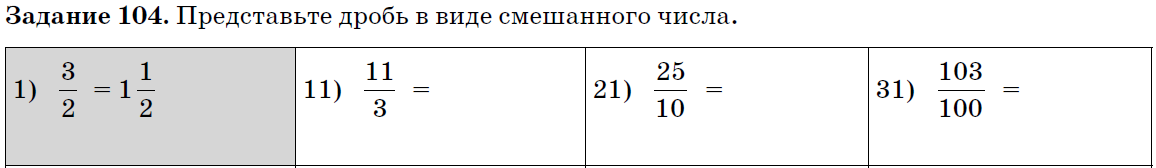 Задание 104. Представьте дробь в виде смешанного числа.
1) 3/2 = 1 1/2
11) 11/3 =
21) 25/10 =
31) 103/100 =